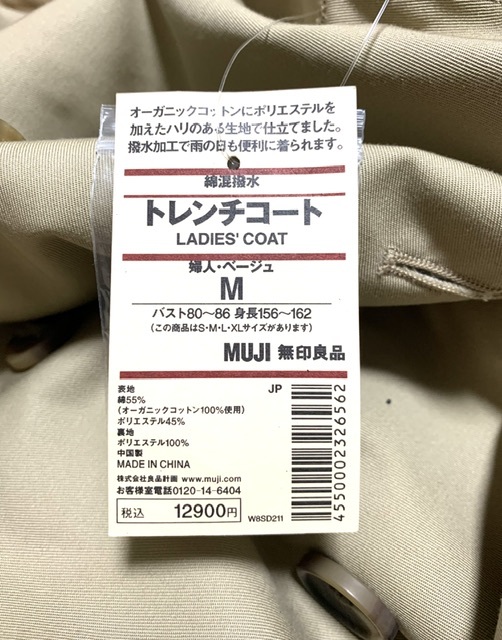 オーガニックコットンにポリエステルを
加えたハリのある生地で仕立てました。
撥水加工で雨の日も便利に着られます。
綿混撥水
トレンチコート
LADIES' COAT
婦人・ベージュ
M
バスト80〜86 身長156〜162
(この商品はS・M・L・XLサイズがあります)
MUJI 無印良品
表地
綿55%
(オーガニックコットン100%使用)
ポリエステル45%
裏地
ポリエステル100%
中国製
MADE IN CHINA
株式会社良品計画 www.muji.com
お客様室電話0120-14-6404
税込 12900円
JP
4550002326562
W8SD211